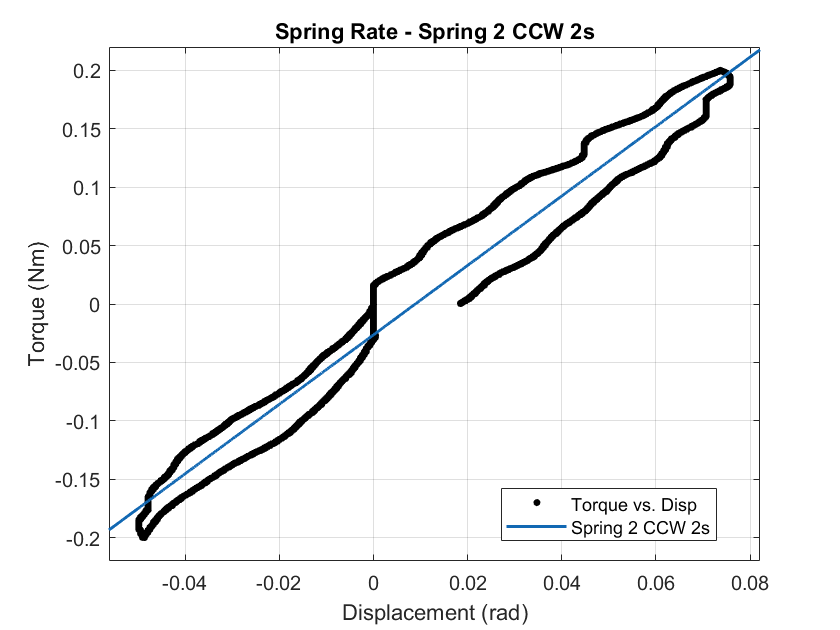 Spring Rate - Spring 2 CCW 2s
Torque (Nm)
0.2
0.15
0.1
0.05
0
-0.05
-0.1
-0.15
-0.2
Torque vs. Disp
Spring 2 CCW 2s
-0.04 -0.02 0 0.02 0.04 0.06 0.08
Displacement (rad)